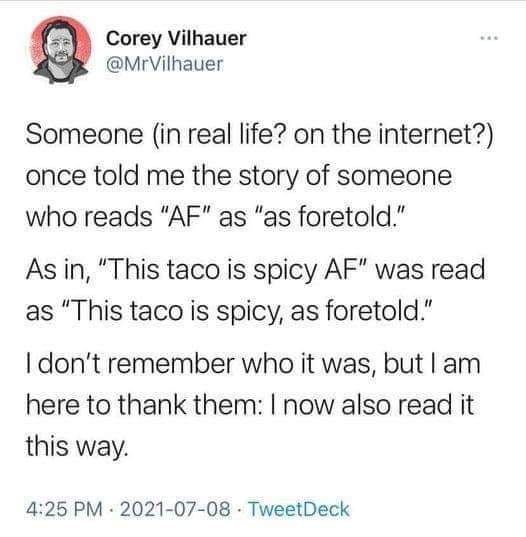 Corey Vilhauer
@MrVilhauer
Someone (in real life? on the internet?)
once told me the story of someone
who reads "AF" as "as foretold."
As in, "This taco is spicy AF" was read
as "This taco is spicy, as foretold."
I don't remember who it was, but I am
here to thank them: I now also read it
this way.
4:25 PM · 2021-07-08 · TweetDeck